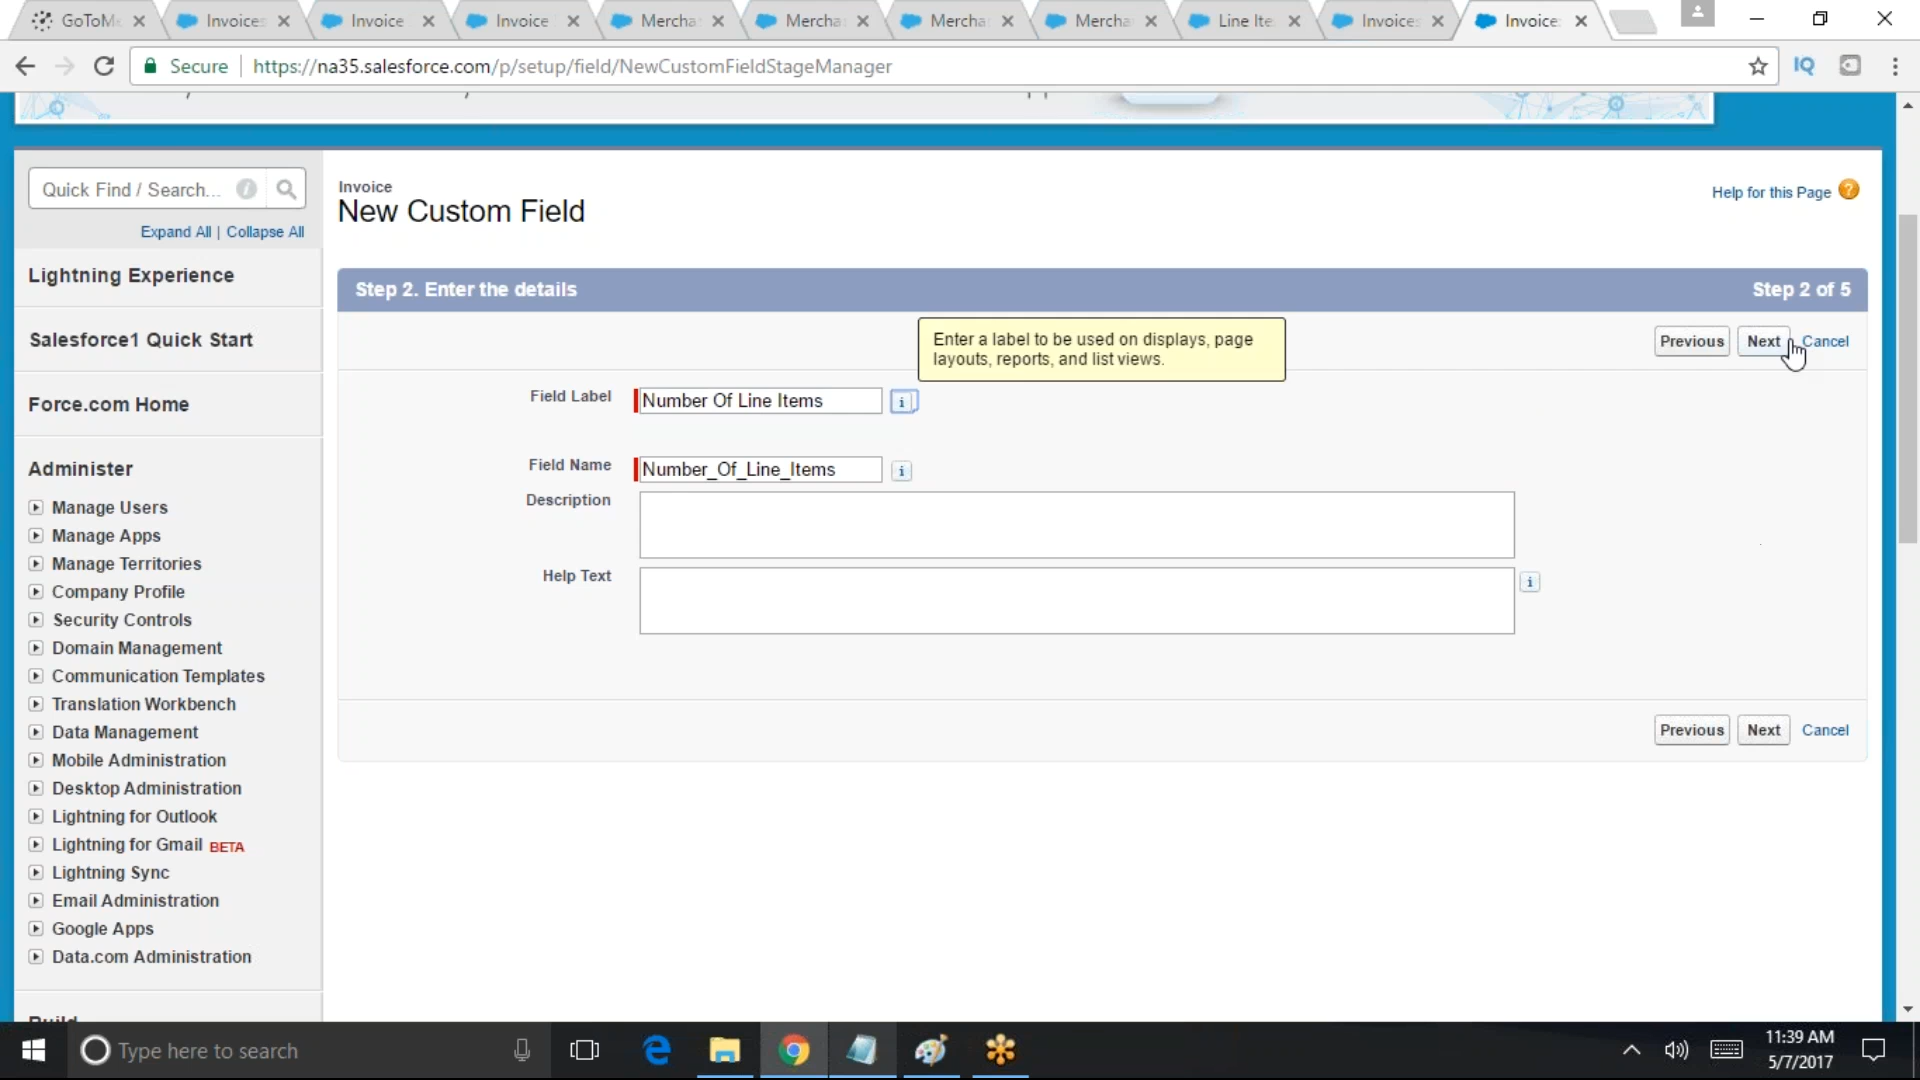 GoToMe
Invoices
Invoice
Invoice
Mercha
Mercha
Mercha
Mercha
Line Ite
Invoices
Invoice
Secure
https://na35.salesforce.com/p/setup/field/NewCustomFieldStageManager
IQ
Quick Find / Search...
Expand All | Collapse All
Lightning Experience
Salesforce1 Quick Start
Force.com Home
Administer
Manage Users
Manage Apps
Manage Territories
Company Profile
Security Controls
Domain Management
Communication Templates
Translation Workbench
Data Management
Mobile Administration
Desktop Administration
Lightning for Outlook
Lightning for Gmail BETA
Lightning Sync
Email Administration
Google Apps
Data.com Administration
Build
Invoice
New Custom Field
Help for this Page
Step 2. Enter the details
Step 2 of 5
Enter a label to be used on displays, page
layouts, reports, and list views.
Previous Next Cancel
Field Label Number Of Line Items
Field Name Number_Of_Line_Items
Description
Help Text
Previous Next Cancel
Type here to search
11:39 AM
5/7/2017